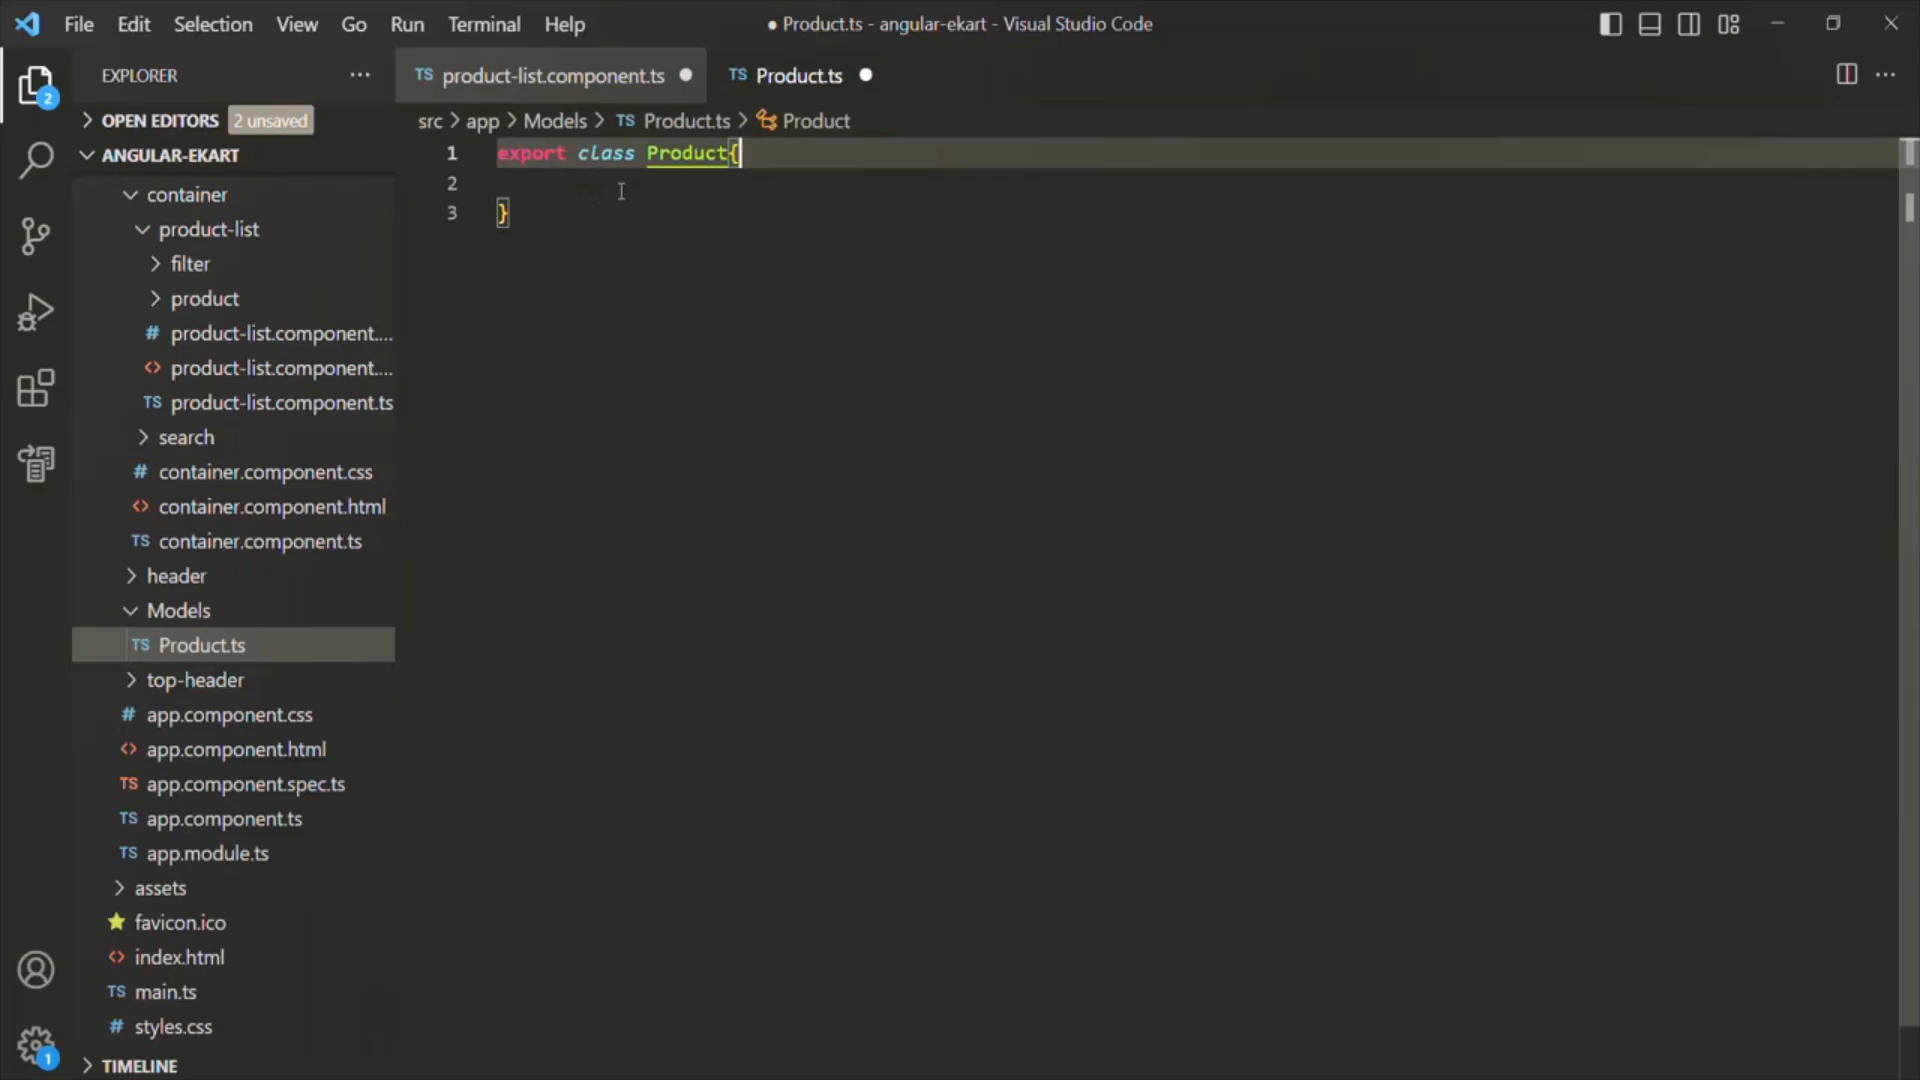 File Edit Selection View Go Run Terminal Help
● Product.ts - angular-ekart - Visual Studio Code
EXPLORER
TS product-list.component.ts
TS Product.ts
OPEN EDITORS 2 unsaved
src > app > Models > TS Product.ts > Product
ANGULAR-EKART
1 export class Product{
2
3 }
container
product-list
filter
product
# product-list.component....
<> product-list.component....
TS product-list.component.ts
search
# container.component.css
<> container.component.html
TS container.component.ts
header
Models
TS Product.ts
top-header
# app.component.css
<> app.component.html
TS app.component.spec.ts
TS app.component.ts
TS app.module.ts
assets
favicon.ico
<> index.html
TS main.ts
# styles.css
TIMELINE
2
1